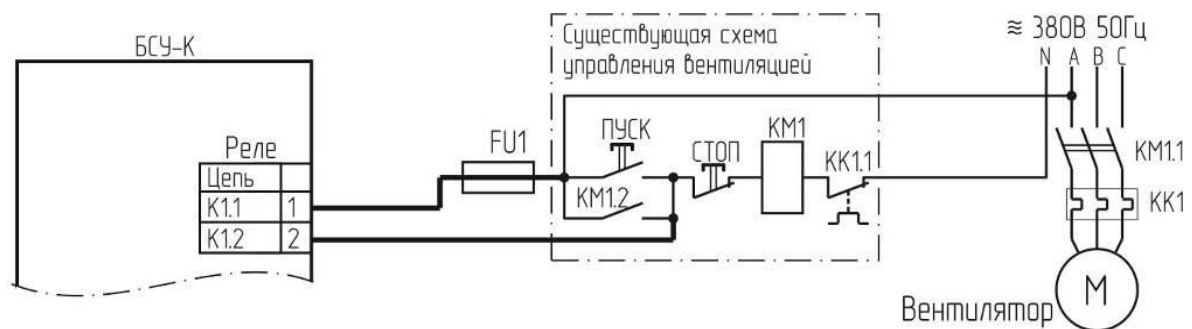 БСУ-К
Реле
Цепь
К1.1 1
К1.2 2
FU1
Существующая схема
управления вентиляцией
ПУСК
КМ1.2
СТОП
КМ1
КК1.1
≈ 380В 50Гц
N A B C
КМ1.1
КК1
М
Вентилятор